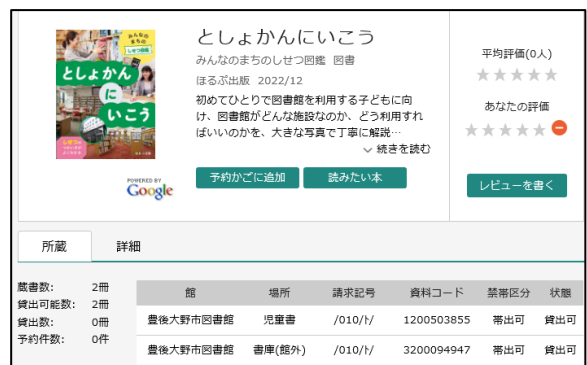 みんなの
まちの
しせつ図鑑
としょかん
に
いこう
POWERED BY
Google
としょかんにいこう
みんなのまちのしせつ図鑑 図書
ほるぷ出版 2022/12
初めてひとりで図書館を利用する子どもに向
け、図書館がどんな施設なのか、どう利用すれ
ばいいのかを、大きな写真で丁寧に解説…
続きを読む
予約かごに追加 読みたい本
平均評価(0人)
あなたの評価
レビューを書く
所蔵 詳細
蔵書数: 2冊
貸出可能数: 2冊
貸出数: 0冊
予約件数: 0件
館 場所 請求記号 資料コード 禁帯区分 状態
豊後大野市図書館 児童書 /010/ﾄ/ 1200503855 帯出可 貸出可
豊後大野市図書館 書庫(館外) /010/ﾄ/ 3200094947 帯出可 貸出可